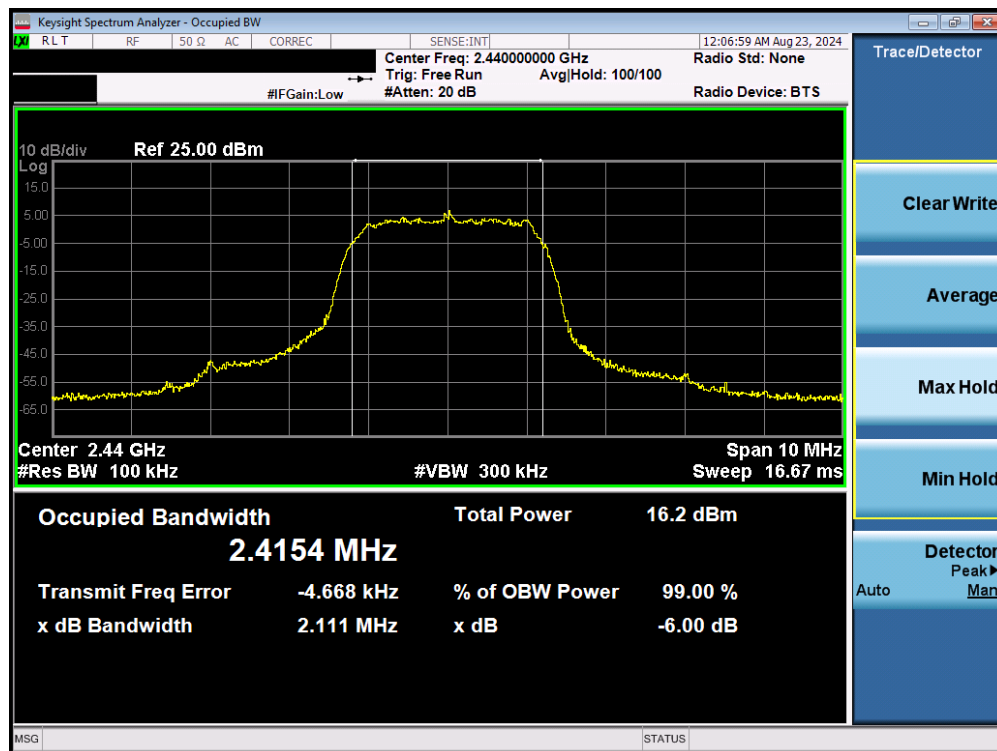 Keysight Spectrum Analyzer - Occupied BW
LXI RLT RF 50 Ω AC CORREC SENSE:INT 12:06:59 AM Aug 23, 2024
Center Freq: 2.440000000 GHz Radio Std: None
Trig: Free Run Avg|Hold: 100/100
#IFGain:Low #Atten: 20 dB Radio Device: BTS
Trace/Detector
10 dB/div Ref 25.00 dBm
Log
15.0
5.00
-5.00
-15.0
-25.0
-35.0
-45.0
-55.0
-65.0
Center 2.44 GHz Span 10 MHz
#Res BW 100 kHz #VBW 300 kHz Sweep 16.67 ms
Occupied Bandwidth Total Power 16.2 dBm
2.4154 MHz
Transmit Freq Error -4.668 kHz % of OBW Power 99.00 %
x dB Bandwidth 2.111 MHz x dB -6.00 dB
Clear Write
Average
Max Hold
Min Hold
Detector
Peak▶
Auto Man
MSG STATUS